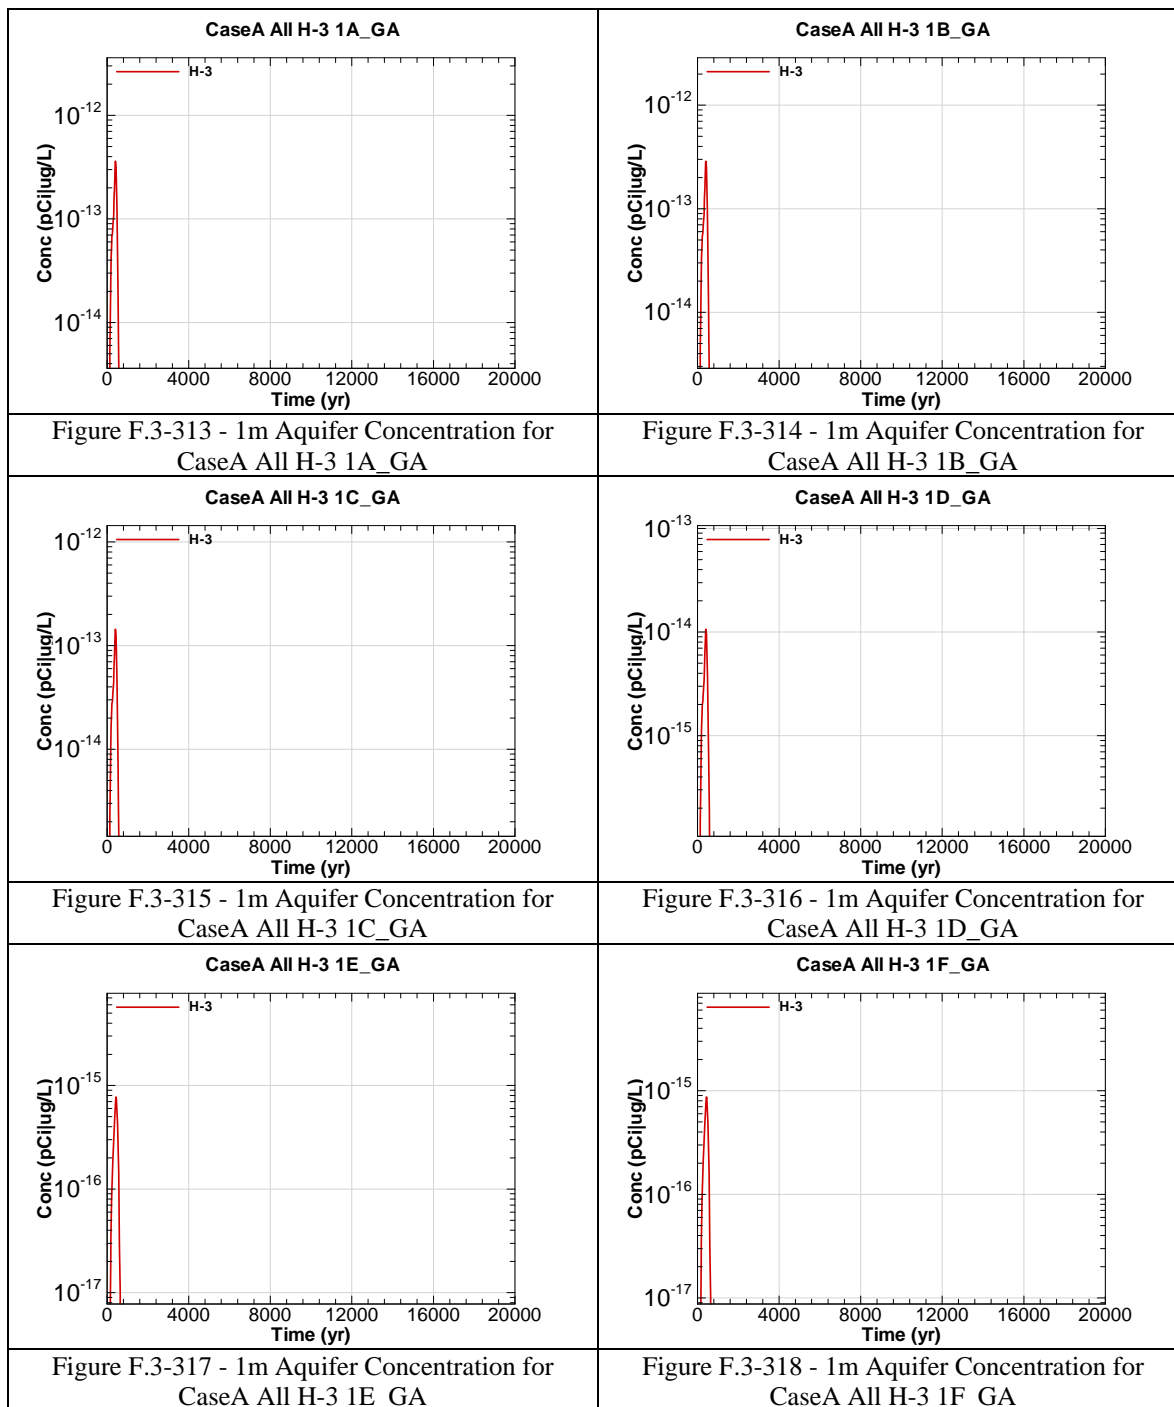 CaseA All H-3 1A_GA
H-3
10-12
10-13
10-14
Conc (pCi|ug/L)
0 4000 8000 12000 16000 20000
Time (yr)
Figure F.3-313 - 1m Aquifer Concentration for
CaseA All H-3 1A_GA
CaseA All H-3 1B_GA
H-3
10-12
10-13
10-14
Conc (pCi|ug/L)
0 4000 8000 12000 16000 20000
Time (yr)
Figure F.3-314 - 1m Aquifer Concentration for
CaseA All H-3 1B_GA
CaseA All H-3 1C_GA
H-3
10-12
10-13
10-14
Conc (pCi|ug/L)
0 4000 8000 12000 16000 20000
Time (yr)
Figure F.3-315 - 1m Aquifer Concentration for
CaseA All H-3 1C_GA
CaseA All H-3 1D_GA
H-3
10-13
10-14
10-15
Conc (pCi|ug/L)
0 4000 8000 12000 16000 20000
Time (yr)
Figure F.3-316 - 1m Aquifer Concentration for
CaseA All H-3 1D_GA
CaseA All H-3 1E_GA
H-3
10-15
10-16
10-17
Conc (pCi|ug/L)
0 4000 8000 12000 16000 20000
Time (yr)
Figure F.3-317 - 1m Aquifer Concentration for
CaseA All H-3 1E_GA
CaseA All H-3 1F_GA
H-3
10-15
10-16
10-17
Conc (pCi|ug/L)
0 4000 8000 12000 16000 20000
Time (yr)
Figure F.3-318 - 1m Aquifer Concentration for
CaseA All H-3 1F_GA